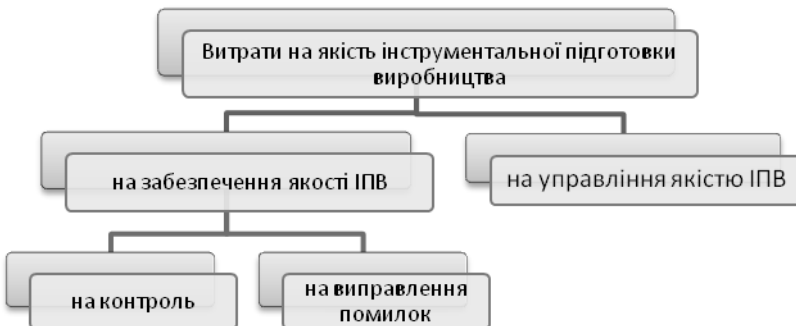 Витрати на якість інструментальної підготовки
виробництва
на забезпечення якості ІПВ
на управління якістю ІПВ
на контроль
на виправлення
помилок